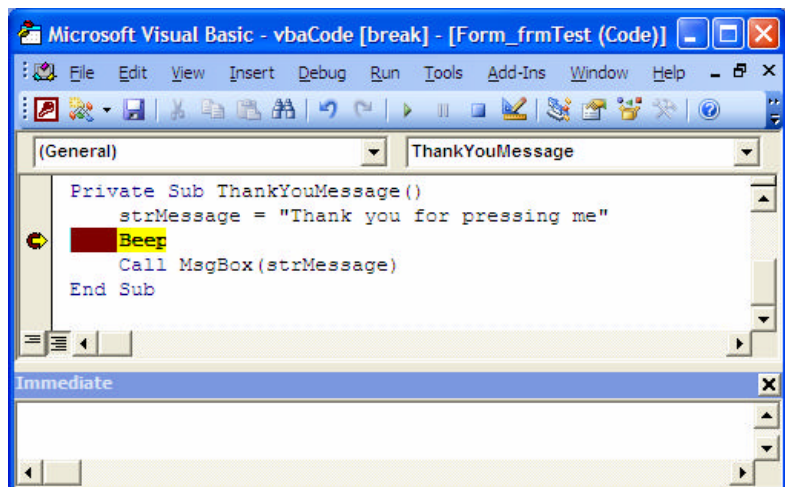 Microsoft Visual Basic - vbaCode [break] - [Form_frmTest (Code)]
File Edit View Insert Debug Run Tools Add-Ins Window Help
(General) ThankYouMessage
Private Sub ThankYouMessage()
strMessage = "Thank you for pressing me"
Beep
Call MsgBox(strMessage)
End Sub
Immediate